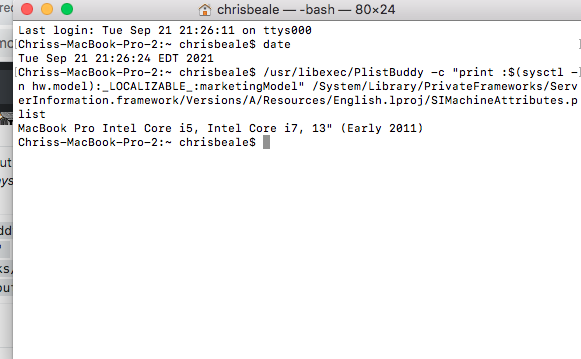 chrisbeale — -bash — 80×24
Last login: Tue Sep 21 21:26:11 on ttys000
[Chriss-MacBook-Pro-2:~ chrisbeale$ date
Tue Sep 21 21:26:24 EDT 2021
[Chriss-MacBook-Pro-2:~ chrisbeale$ /usr/libexec/PlistBuddy -c "print :$(sysctl -]
n hw.model):_LOCALIZABLE_:marketingModel" /System/Library/PrivateFrameworks/Serv
erInformation.framework/Versions/A/Resources/English.lproj/SIMachineAttributes.p
list
MacBook Pro Intel Core i5, Intel Core i7, 13" (Early 2011)
Chriss-MacBook-Pro-2:~ chrisbeale$